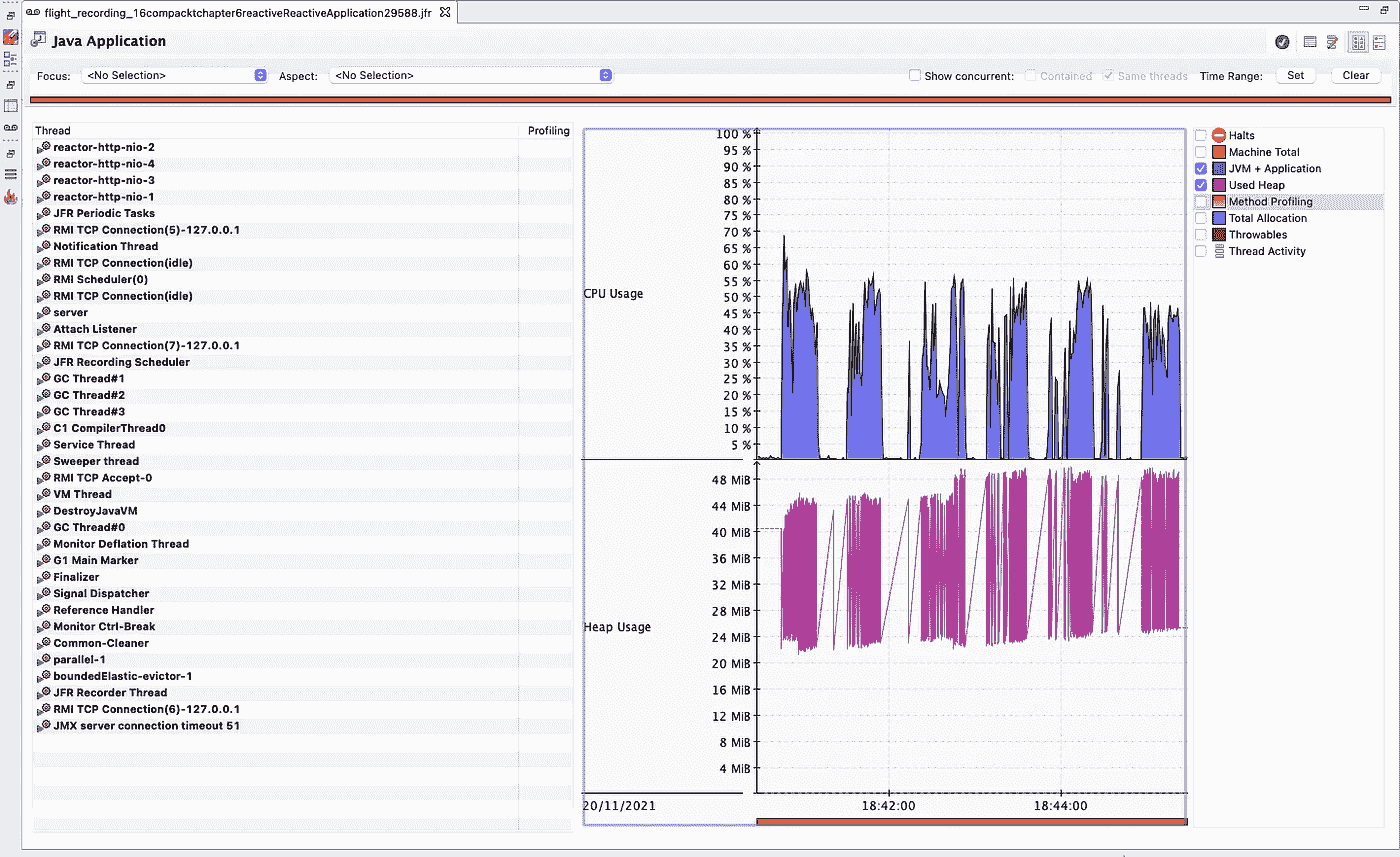 flight_recording_16compacktchapter6reactiveReactiveApplication29588.jfr
Java Application
Focus: <No Selection> Aspect: <No Selection> Show concurrent: Contained Same threads Time Range: Set Clear
Thread Profiling
reactor-http-nio-2
reactor-http-nio-4
reactor-http-nio-3
reactor-http-nio-1
JFR Periodic Tasks
RMI TCP Connection(5)-127.0.0.1
Notification Thread
RMI TCP Connection(idle)
RMI Scheduler(0)
RMI TCP Connection(idle)
server
Attach Listener
RMI TCP Connection(7)-127.0.0.1
JFR Recording Scheduler
GC Thread#1
GC Thread#2
GC Thread#3
C1 CompilerThread0
Service Thread
Sweeper thread
RMI TCP Accept-0
VM Thread
DestroyJavaVM
GC Thread#0
Monitor Deflation Thread
G1 Main Marker
Finalizer
Signal Dispatcher
Reference Handler
Monitor Ctrl-Break
Common-Cleaner
parallel-1
boundedElastic-evictor-1
JFR Recorder Thread
RMI TCP Connection(6)-127.0.0.1
JMX server connection timeout 51
100 %
95 %
90 %
85 %
80 %
75 %
70 %
65 %
60 %
55 %
50 %
45 %
40 %
35 %
30 %
25 %
20 %
15 %
10 %
5 %
CPU Usage
48 MiB
44 MiB
40 MiB
36 MiB
32 MiB
28 MiB
24 MiB
20 MiB
16 MiB
12 MiB
8 MiB
4 MiB
Heap Usage
20/11/2021 18:42:00 18:44:00
Halts
Machine Total
JVM + Application
Used Heap
Method Profiling
Total Allocation
Throwables
Thread Activity